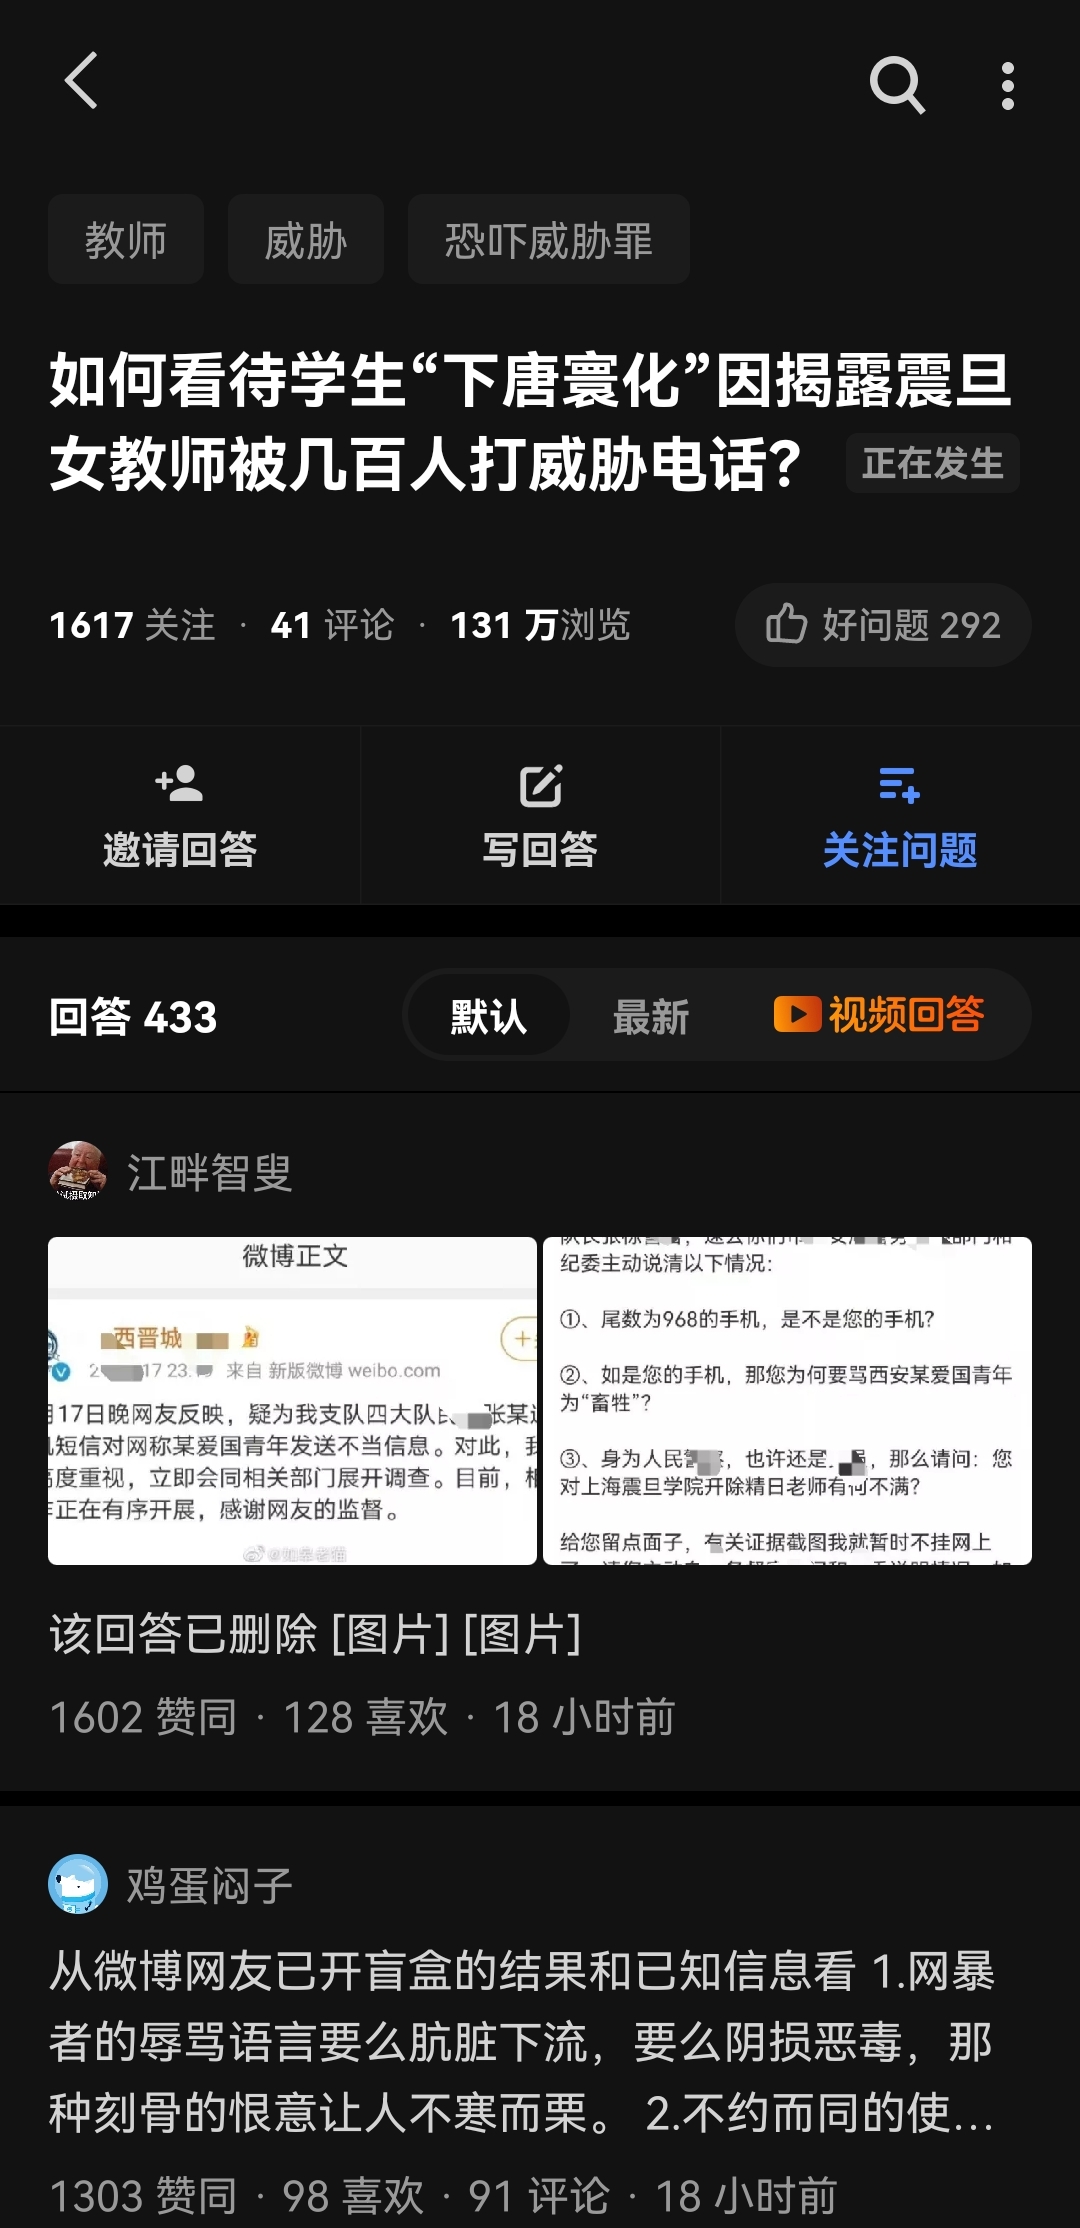 教师
威胁
恐吓威胁罪
如何看待学生“下唐寰化”因揭露震旦
女教师被几百人打威胁电话？ 正在发生
1617 关注 · 41 评论 · 131 万浏览
好问题 292
邀请回答
写回答
关注问题
回答 433
默认
最新
视频回答
江畔智叟
微博正文
西晋城
来自 新版微博 weibo.com
17日晚网友反映，疑为我支队四大队 张某
短信对网称某爱国青年发送不当信息。对此，我
高度重视，立即会同相关部门展开调查。目前，相
正在有序开展，感谢网友的监督。
@如皋老猫
纪委主动说清以下情况：
①、尾数为968的手机，是不是您的手机？
②、如是您的手机，那您为何要骂西安某爱国青年
为“畜牲”？
③、身为人民 ，也许还是 ，那么请问：您
对上海震旦学院开除精日老师有何不满？
给您留点面子，有关证据截图我就暂时不挂网上
该回答已删除 [图片] [图片]
1602 赞同 · 128 喜欢 · 18 小时前
鸡蛋闷子
从微博网友已开盲盒的结果和已知信息看 1.网暴
者的辱骂语言要么肮脏下流，要么阴损恶毒，那
种刻骨的恨意让人不寒而栗。 2.不约而同的使...
1303 赞同 · 98 喜欢 · 91 评论 · 18 小时前